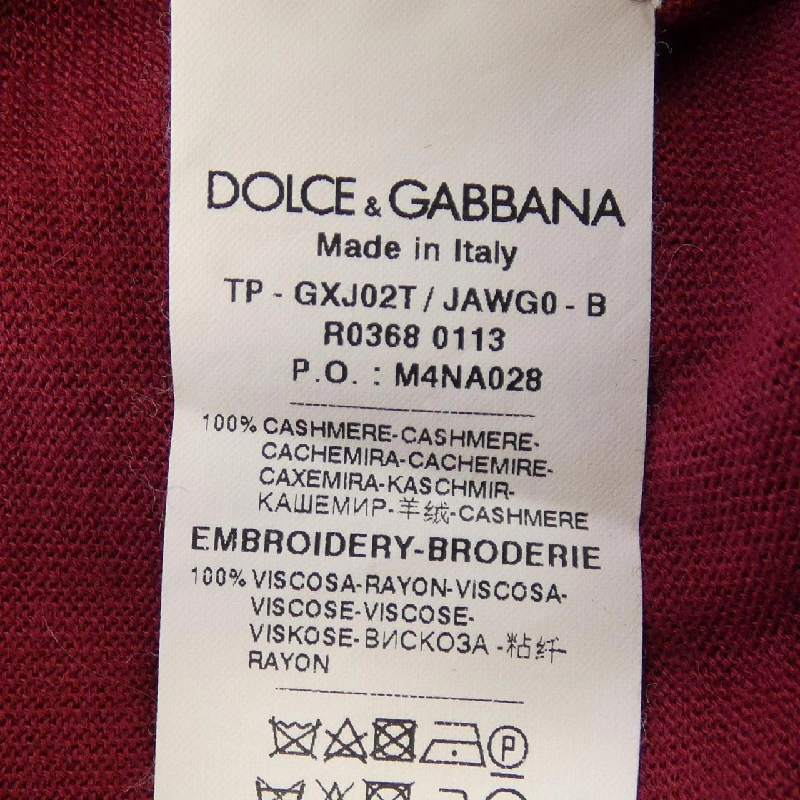 DOLCE & GABBANA
Made in Italy
TP - GXJ02T / JAWG0 - B
R0368 0113
P.O. : M4NA028
100% CASHMERE-CASHMERE-
CACHEMIRA-CACHEMIRE-
CAXEMIRA-KASCHMIR-
КАШЕМИР-羊绒-CASHMERE
EMBROIDERY-BRODERIE
100% VISCOSA-RAYON-VISCOSA-
VISCOSE-VISCOSE-
VISKOSE-ВИСКОЗА -粘纤-
RAYON
P